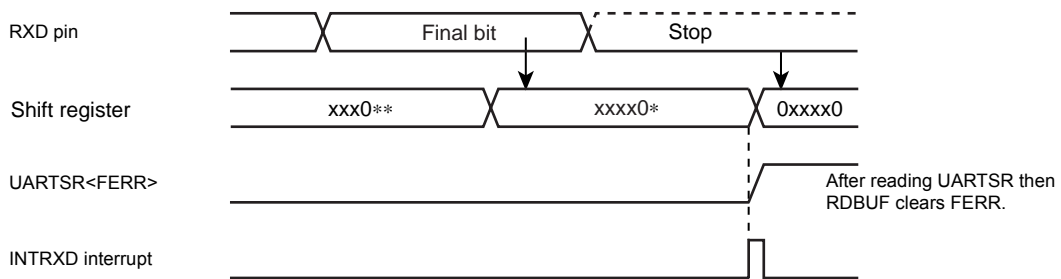 RXD pin
Final bit
Stop
Shift register
xxx0**
xxxx0*
0xxxx0
UARTSR<FERR>
After reading UARTSR then
RDBUF clears FERR.
INTRXD interrupt